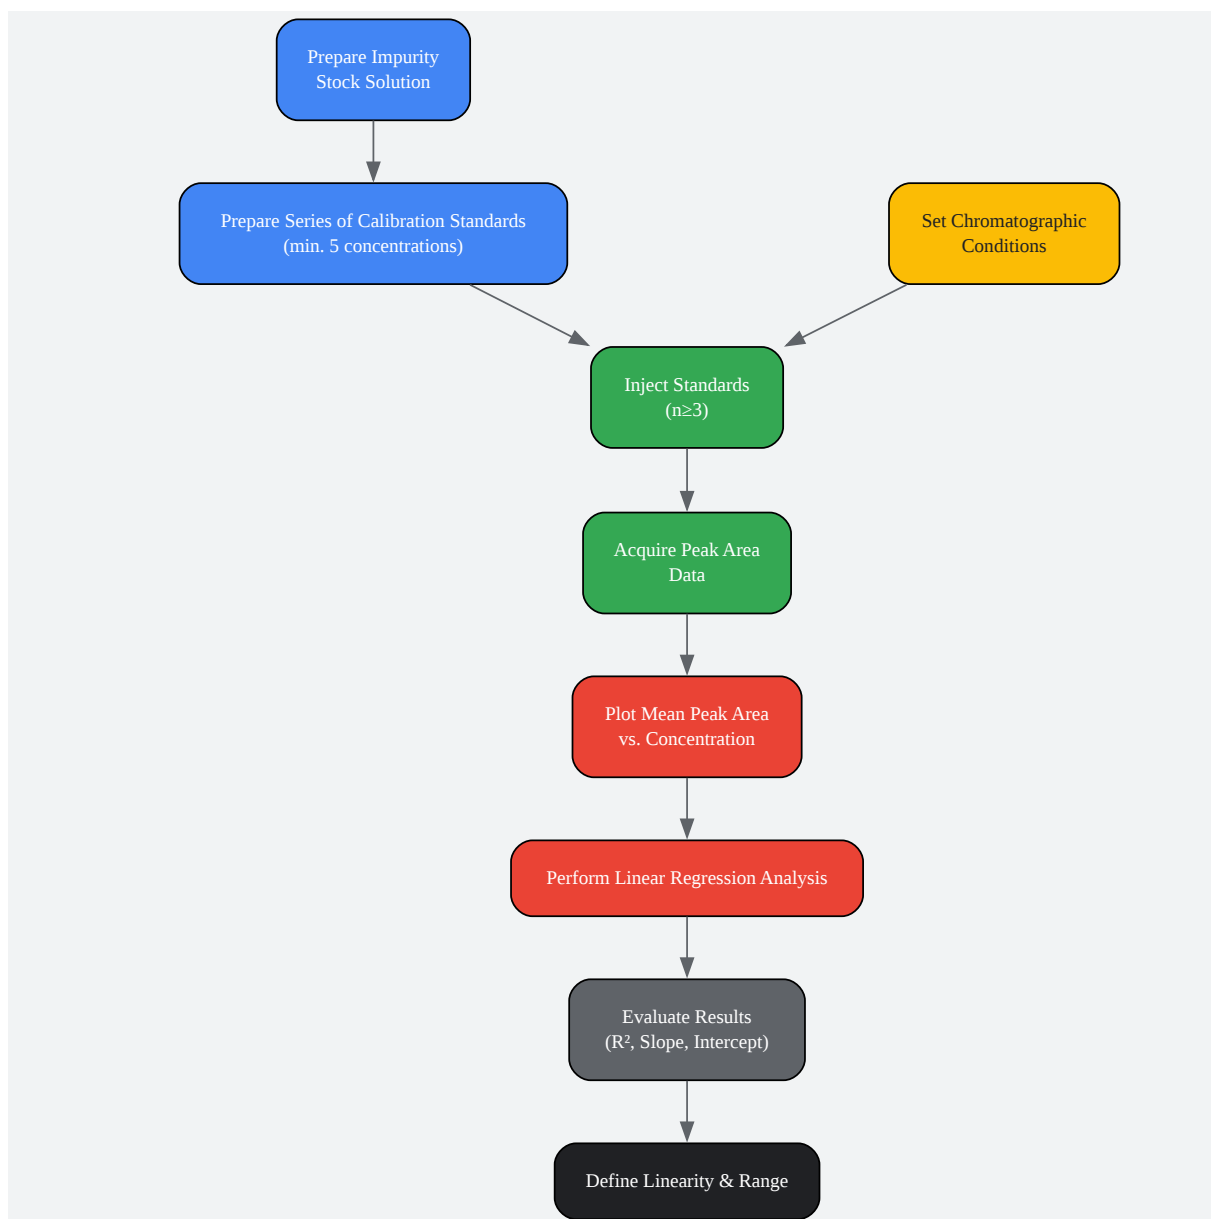 Prepare Impurity
Stock Solution
Prepare Series of Calibration Standards
(min. 5 concentrations)
Set Chromatographic
Conditions
Inject Standards
(n≥3)
Acquire Peak Area
Data
Plot Mean Peak Area
vs. Concentration
Perform Linear Regression Analysis
Evaluate Results
(R², Slope, Intercept)
Define Linearity & Range